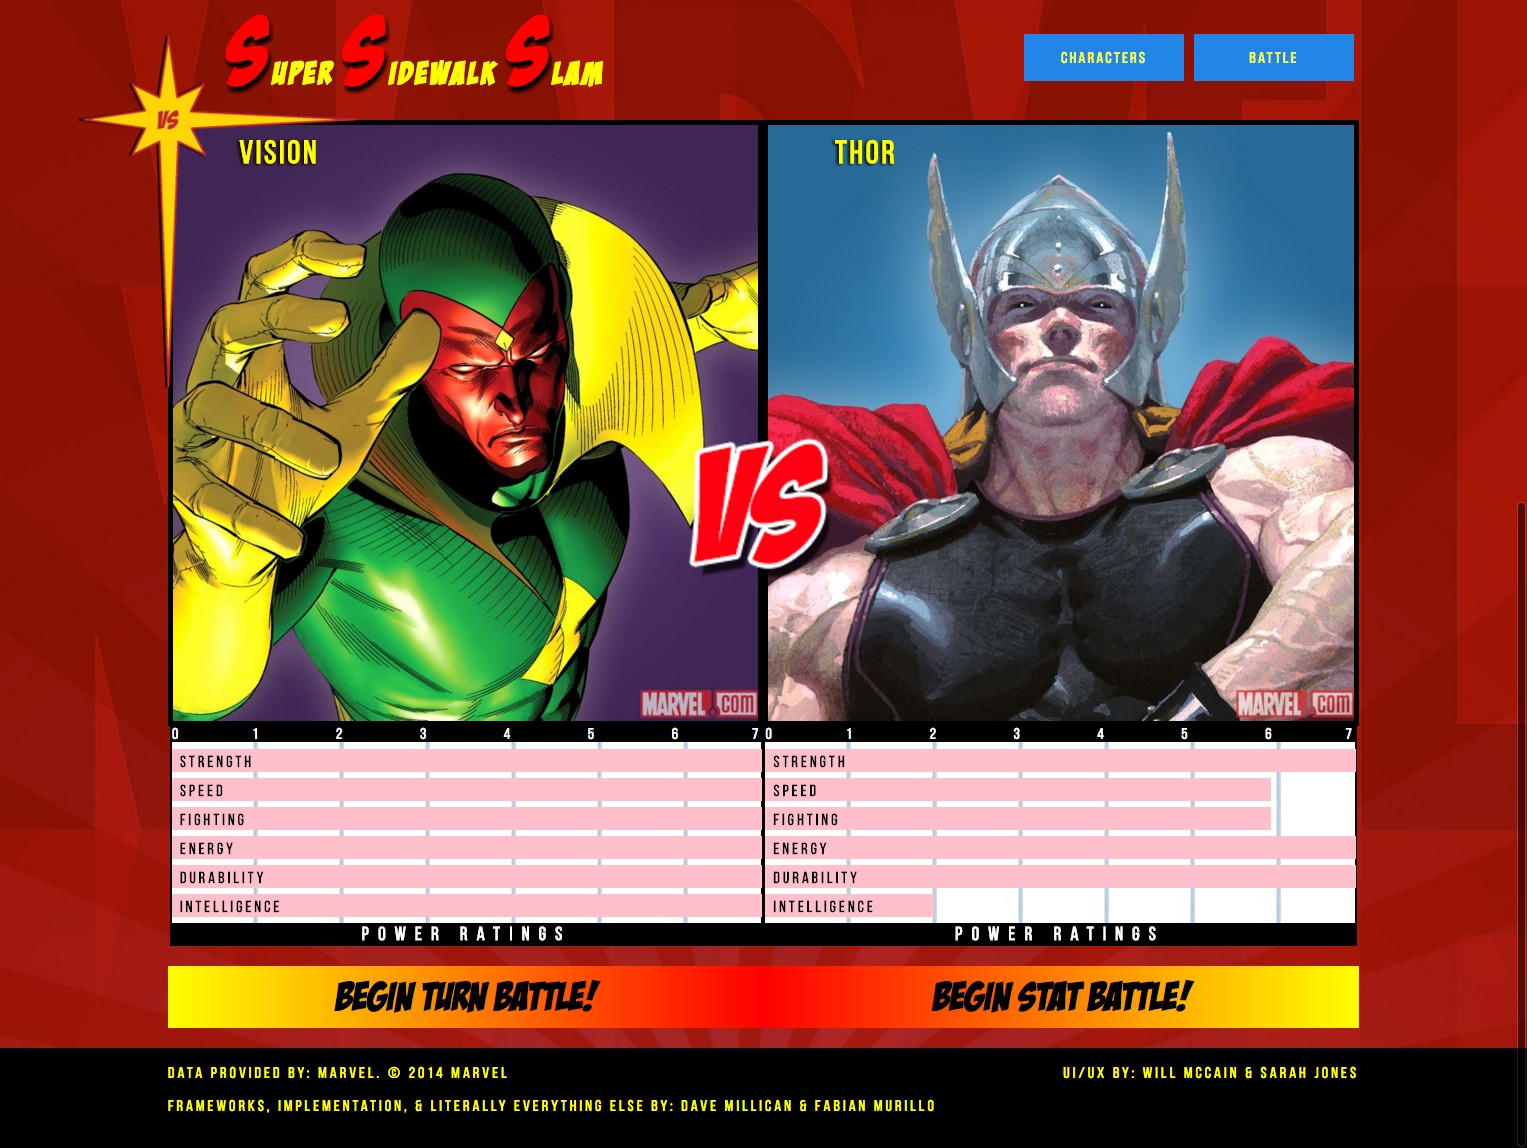 SUPER SIDEWALK SLAM
CHARACTERS
BATTLE
VS
VISION
THOR
VS
MARVEL.com
MARVEL.com
0 1 2 3 4 5 6 7
0 1 2 3 4 5 6 7
STRENGTH
SPEED
FIGHTING
ENERGY
DURABILITY
INTELLIGENCE
STRENGTH
SPEED
FIGHTING
ENERGY
DURABILITY
INTELLIGENCE
POWER RATINGS
POWER RATINGS
BEGIN TURN BATTLE!
BEGIN STAT BATTLE!
DATA PROVIDED BY: MARVEL. © 2014 MARVEL
UI/UX BY: WILL MCCAIN & SARAH JONES
FRAMEWORKS, IMPLEMENTATION, & LITERALLY EVERYTHING ELSE BY: DAVE MILLICAN & FABIAN MURILLO